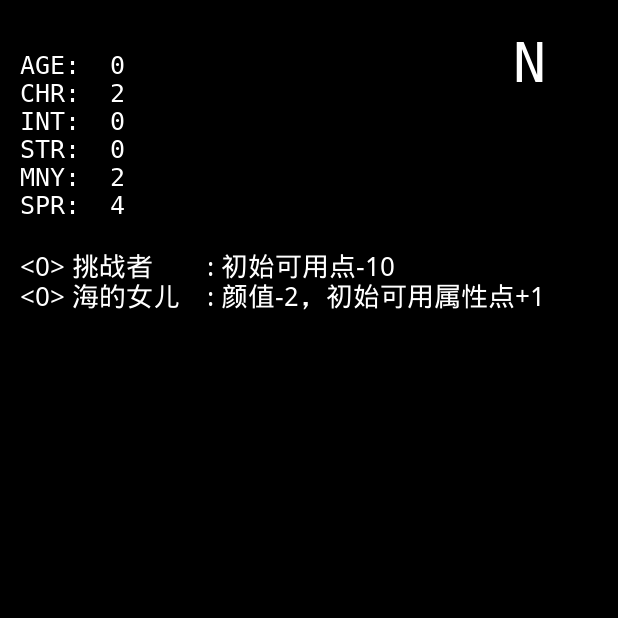 N
AGE: 0
CHR: 2
INT: 0
STR: 0
MNY: 2
SPR: 4
<0> 挑战者 : 初始可用点-10
<0> 海的女儿 : 颜值-2，初始可用属性点+1